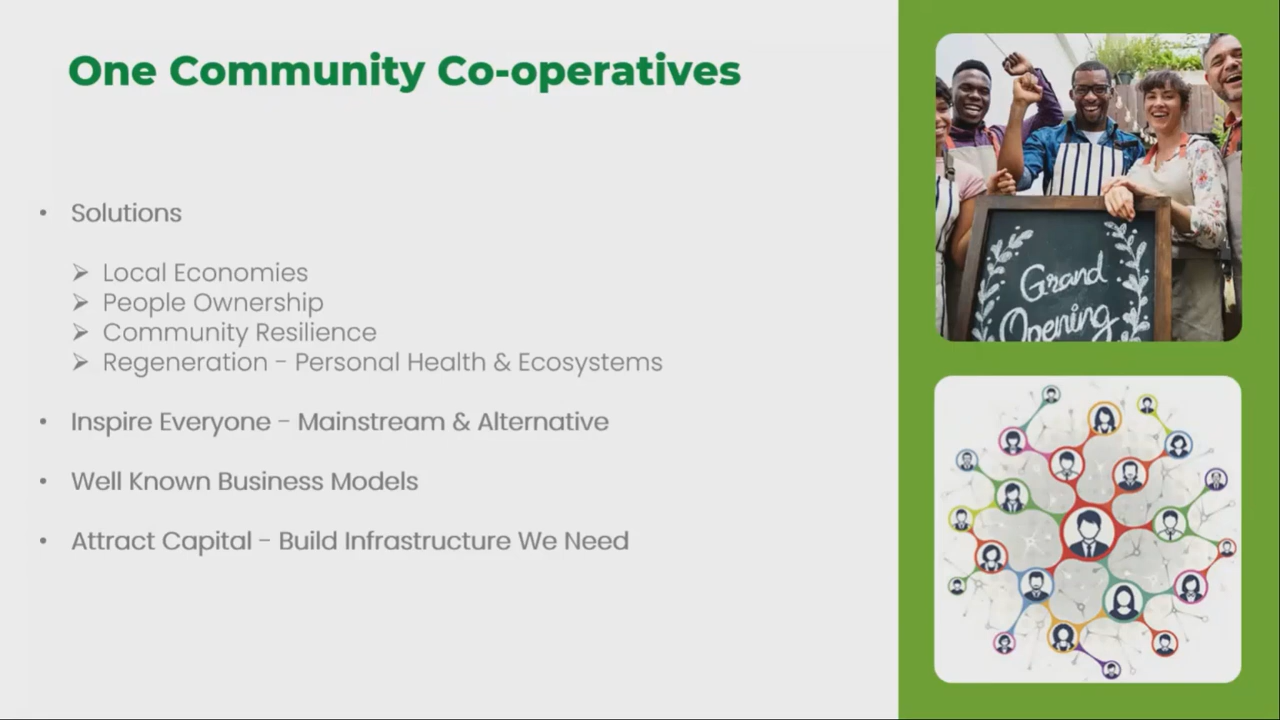 One Community Co-operatives
• Solutions
➢ Local Economies
➢ People Ownership
➢ Community Resilience
➢ Regeneration - Personal Health & Ecosystems
• Inspire Everyone - Mainstream & Alternative
• Well Known Business Models
• Attract Capital - Build Infrastructure We Need
Grand
Opening